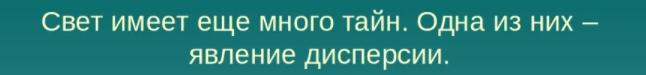 Свет имеет еще много тайн. Одна из них –
явление дисперсии.